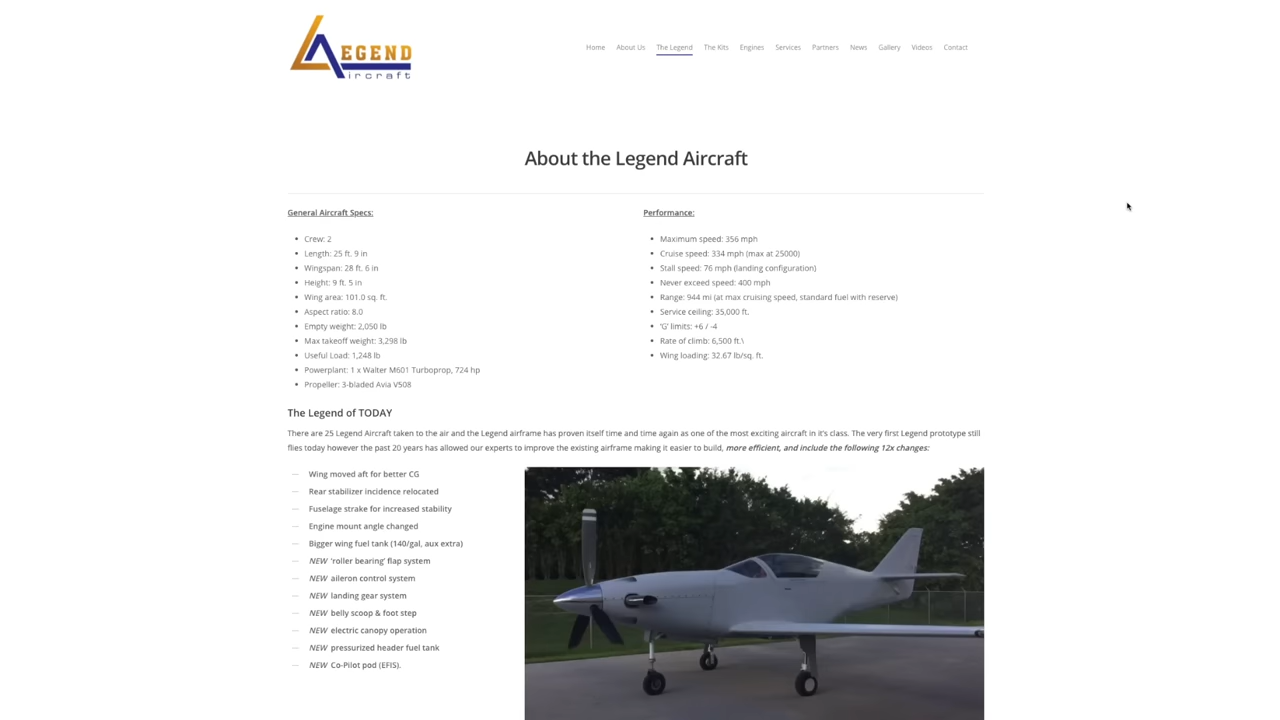 LEGEND
Aircraft
Home About Us The Legend The Kits Engines Services Partners News Gallery Videos Contact
About the Legend Aircraft
General Aircraft Specs:
Crew: 2
Length: 25 ft. 9 in
Wingspan: 28 ft. 6 in
Height: 9 ft. 5 in
Wing area: 101.0 sq. ft.
Aspect ratio: 8.0
Empty weight: 2,050 lb
Max takeoff weight: 3,298 lb
Useful Load: 1,248 lb
Powerplant: 1 x Walter M601 Turboprop, 724 hp
Propeller: 3-bladed Avia V508
Performance:
Maximum speed: 356 mph
Cruise speed: 334 mph (max at 25000)
Stall speed: 76 mph (landing configuration)
Never exceed speed: 400 mph
Range: 944 mi (at max cruising speed, standard fuel with reserve)
Service ceiling: 35,000 ft.
'G' limits: +6 / -4
Rate of climb: 6,500 ft.\
Wing loading: 32.67 lb/sq. ft.
The Legend of TODAY
There are 25 Legend Aircraft taken to the air and the Legend airframe has proven itself time and time again as one of the most exciting aircraft in it's class. The very first Legend prototype still
flies today however the past 20 years has allowed our experts to improve the existing airframe making it easier to build, more efficient, and include the following 12x changes:
Wing moved aft for better CG
Rear stabilizer incidence relocated
Fuselage strake for increased stability
Engine mount angle changed
Bigger wing fuel tank (140/gal, aux extra)
NEW 'roller bearing' flap system
NEW aileron control system
NEW landing gear system
NEW belly scoop & foot step
NEW electric canopy operation
NEW pressurized header fuel tank
NEW Co-Pilot pod (EFIS).